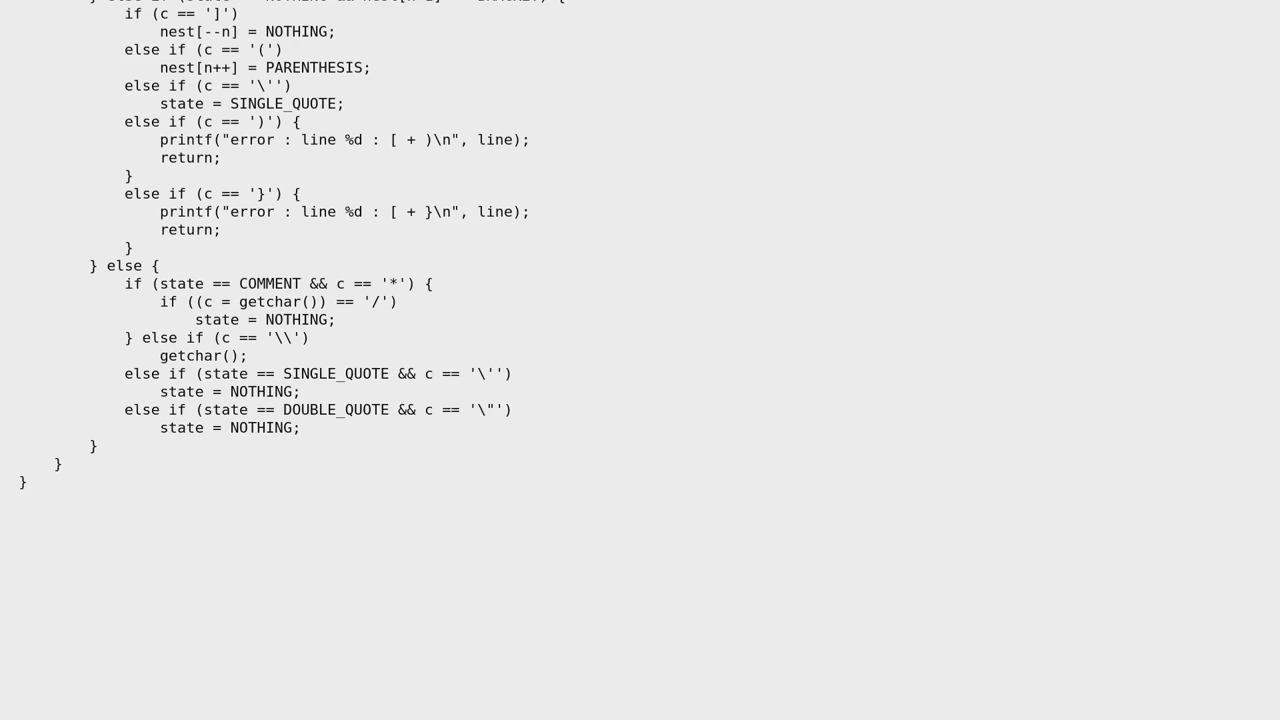 if (c == ']')
nest[--n] = NOTHING;
else if (c == '(')
nest[n++] = PARENTHESIS;
else if (c == '\'')
state = SINGLE_QUOTE;
else if (c == ')') {
printf("error : line %d : [ + )\n", line);
return;
}
else if (c == '}') {
printf("error : line %d : [ + }\n", line);
return;
}
} else {
if (state == COMMENT && c == '*') {
if ((c = getchar()) == '/')
state = NOTHING;
} else if (c == '\\')
getchar();
else if (state == SINGLE_QUOTE && c == '\'')
state = NOTHING;
else if (state == DOUBLE_QUOTE && c == '\"')
state = NOTHING;
}
}
}